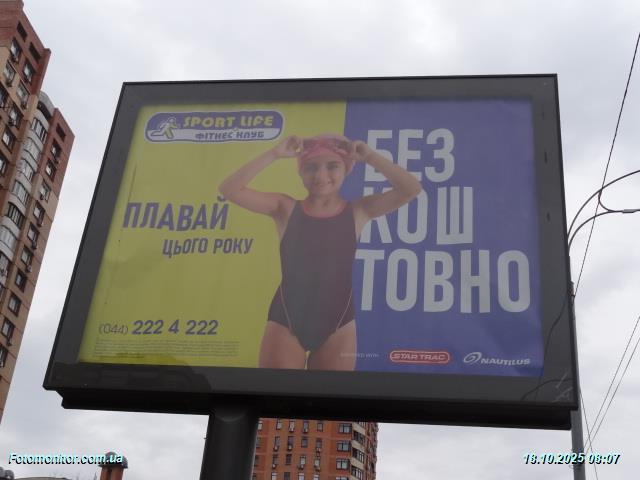 SPORT LIFE
ФІТНЕС КЛУБ
ПЛАВАЙ
ЦЬОГО РОКУ
БЕЗ
КОШ
ТОВНО
(044) 222 4 222
STAR TRAC
NAUTILUS
Fotomonitor.com.ua
18.10.2025 08:07